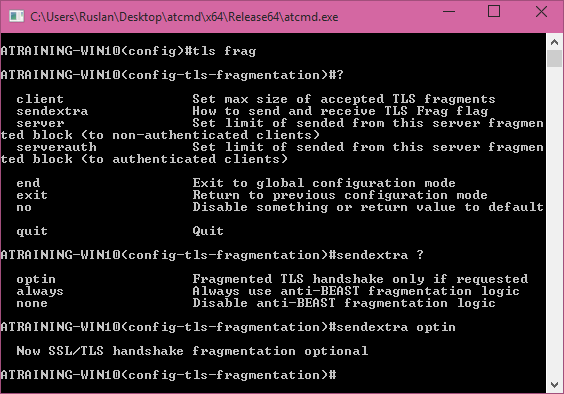 C:\Users\Ruslan\Desktop\atcmd\x64\Release64\atcmd.exe
ATRAINING-WIN10(config)#tls frag
ATRAINING-WIN10(config-tls-fragmentation)#?
client Set max size of accepted TLS fragments
sendextra How to send and receive TLS Frag flag
server Set limit of sended from this server fragmen
ted block (to non-authenticated clients)
serverauth Set limit of sended from this server fragmen
ted block (to authenticated clients)
end Exit to global configuration mode
exit Return to previous configuration mode
no Disable something or return value to default
quit Quit
ATRAINING-WIN10(config-tls-fragmentation)#sendextra ?
optin Fragmented TLS handshake only if requested
always Always use anti-BEAST fragmentation logic
none Disable anti-BEAST fragmentation logic
ATRAINING-WIN10(config-tls-fragmentation)#sendextra optin
Now SSL/TLS handshake fragmentation optional
ATRAINING-WIN10(config-tls-fragmentation)#